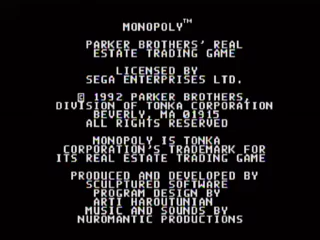 MONOPOLY™
PARKER BROTHERS' REAL
ESTATE TRADING GAME
LICENSED BY
SEGA ENTERPRISES LTD.
© 1992 PARKER BROTHERS,
DIVISION OF TONKA CORPORATION
BEVERLY, MA 01915
ALL RIGHTS RESERVED
MONOPOLY IS TONKA
CORPORATION'S TRADEMARK FOR
ITS REAL ESTATE TRADING GAME
PRODUCED AND DEVELOPED BY
SCULPTURED SOFTWARE
PROGRAM DESIGN BY
ARTI HAROUTUNIAN
MUSIC AND SOUNDS BY
NUROMANTIC PRODUCTIONS